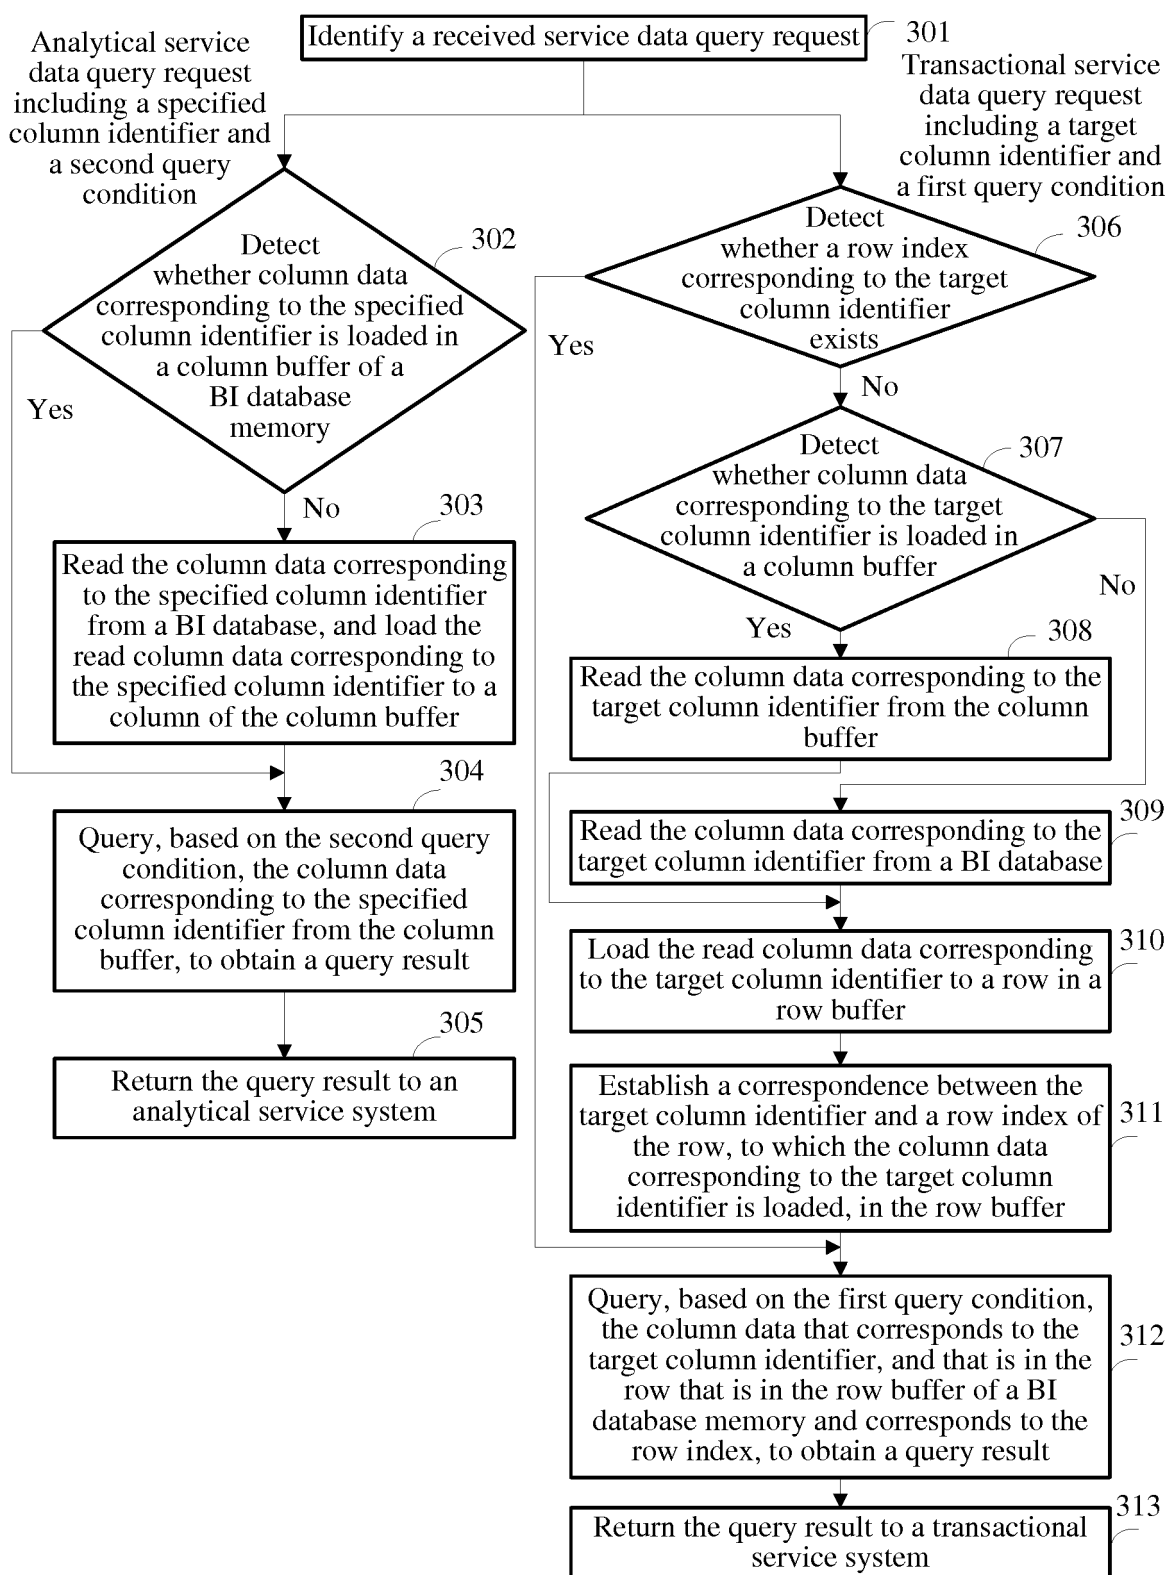 Identify a received service data query request
301
Analytical service
data query request
including a specified
column identifier and
a second query
condition
Transactional service
data query request
including a target
column identifier and
a first query condition
Detect
whether column data
corresponding to the specified
column identifier is loaded in
a column buffer of a
BI database
memory
302
Yes
No
303
Read the column data corresponding
to the specified column identifier
from a BI database, and load the
read column data corresponding to
the specified column identifier to a
column of the column buffer
304
Query, based on the second query
condition, the column data
corresponding to the specified
column identifier from the column
buffer, to obtain a query result
305
Return the query result to an
analytical service system
Detect
whether a row index
corresponding to the target
column identifier
exists
306
Yes
No
Detect
whether column data
corresponding to the target
column identifier is loaded in
a column buffer
307
No
Yes
308
Read the column data corresponding to the
target column identifier from the column
buffer
309
Read the column data corresponding to the
target column identifier from a BI database
310
Load the read column data corresponding
to the target column identifier to a row in a
row buffer
311
Establish a correspondence between the
target column identifier and a row index of
the row, to which the column data
corresponding to the target column
identifier is loaded, in the row buffer
312
Query, based on the first query condition,
the column data that corresponds to the
target column identifier, and that is in the
row that is in the row buffer of a BI
database memory and corresponds to the
row index, to obtain a query result
313
Return the query result to a transactional
service system